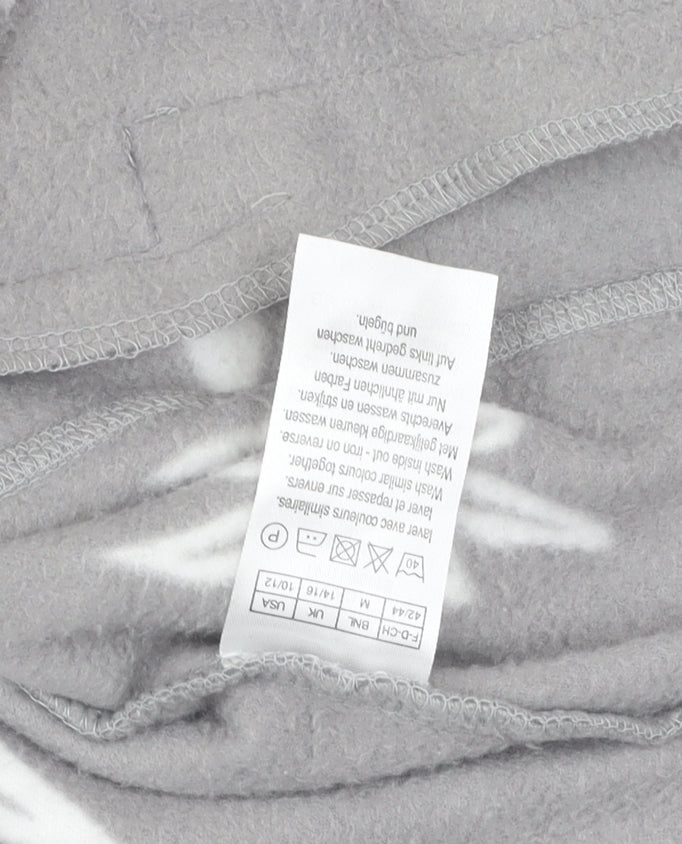 F-D-CH BNL UK USA
42/44 M 14/16 10/12
40 P
laver avec couleurs similaires.
laver et repasser sur envers.
Wash similar colours together.
Wash inside out - iron on reverse.
Met gelijkaardige kleuren wassen.
Averechts wassen en strijken.
Nur mit ähnlichen Farben
zusammen waschen.
Auf links gedreht waschen
und bügeln.